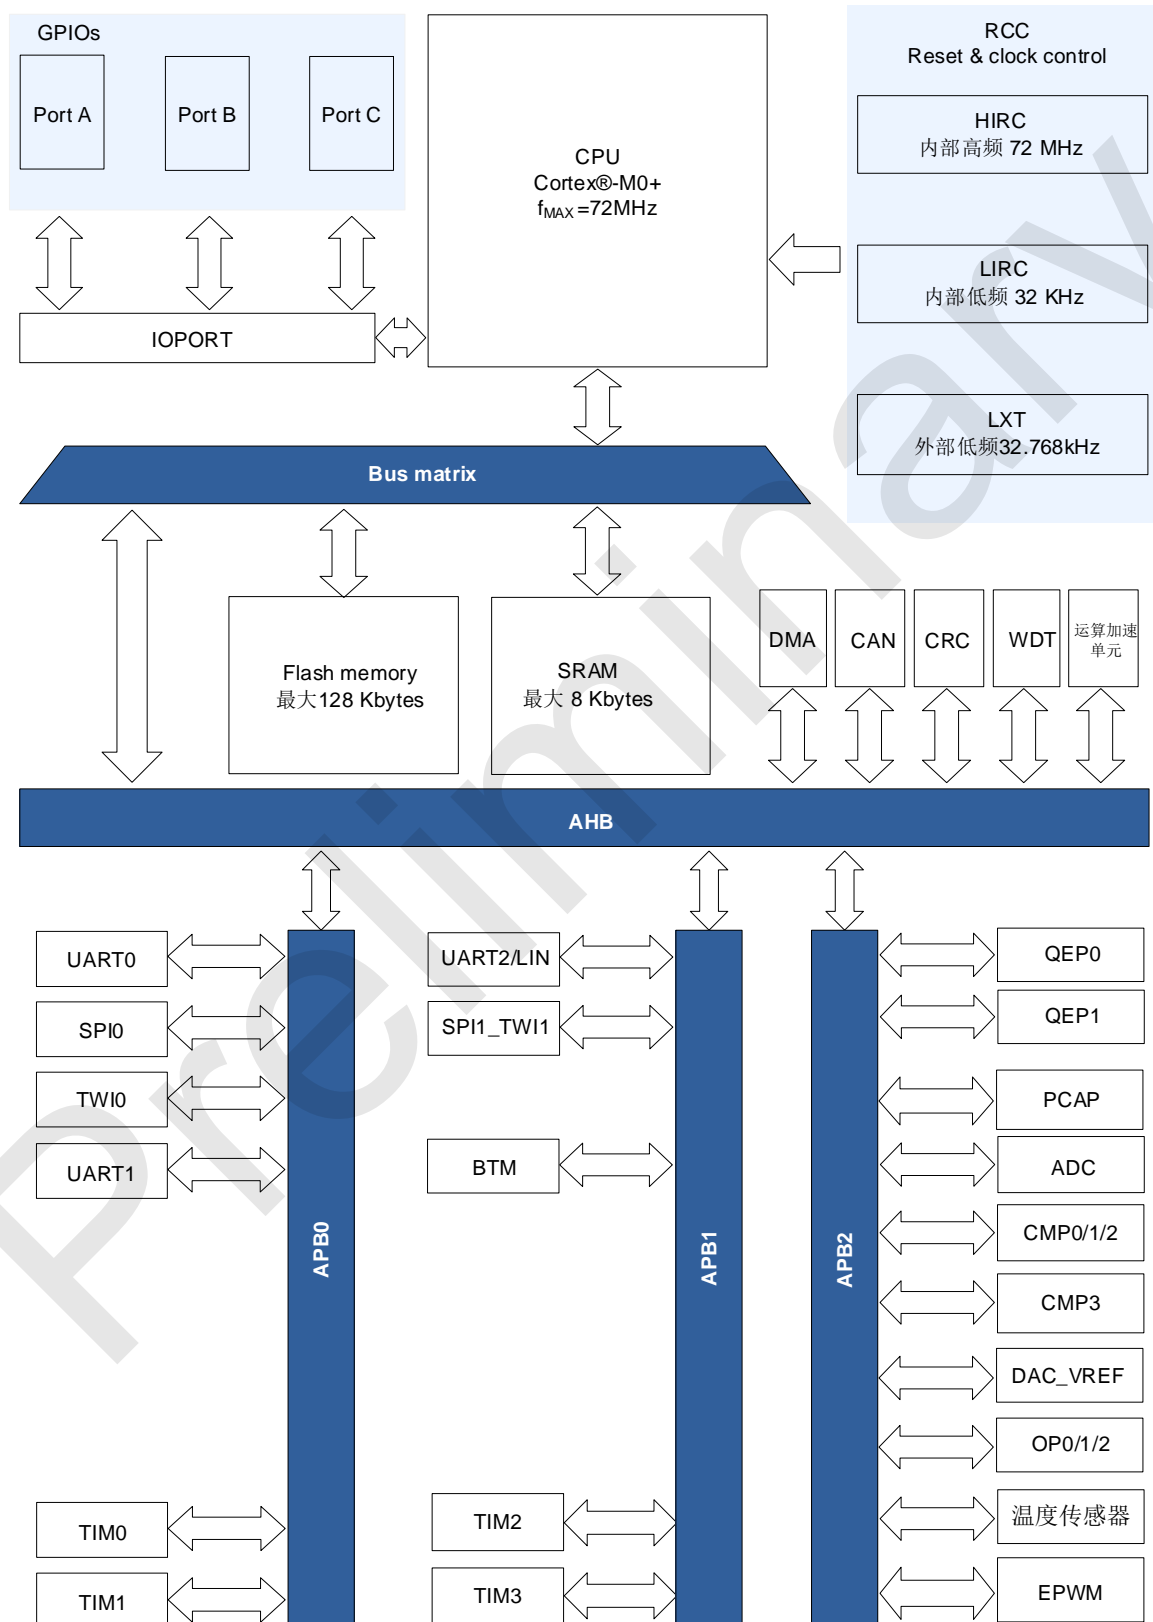 GPIOs
Port A
Port B
Port C
IOPORT
CPU
Cortex®-M0+
fMAX=72MHz
RCC
Reset & clock control
HIRC
内部高频 72 MHz
LIRC
内部低频 32 KHz
LXT
外部低频32.768kHz
Bus matrix
Flash memory
最大128 Kbytes
SRAM
最大 8 Kbytes
DMA
CAN
CRC
WDT
运算加速
单元
AHB
UART0
SPI0
TWI0
UART1
TIM0
TIM1
APB0
UART2/LIN
SPI1_TWI1
BTM
TIM2
TIM3
APB1
APB2
QEP0
QEP1
PCAP
ADC
CMP0/1/2
CMP3
DAC_VREF
OP0/1/2
温度传感器
EPWM
Preliminary